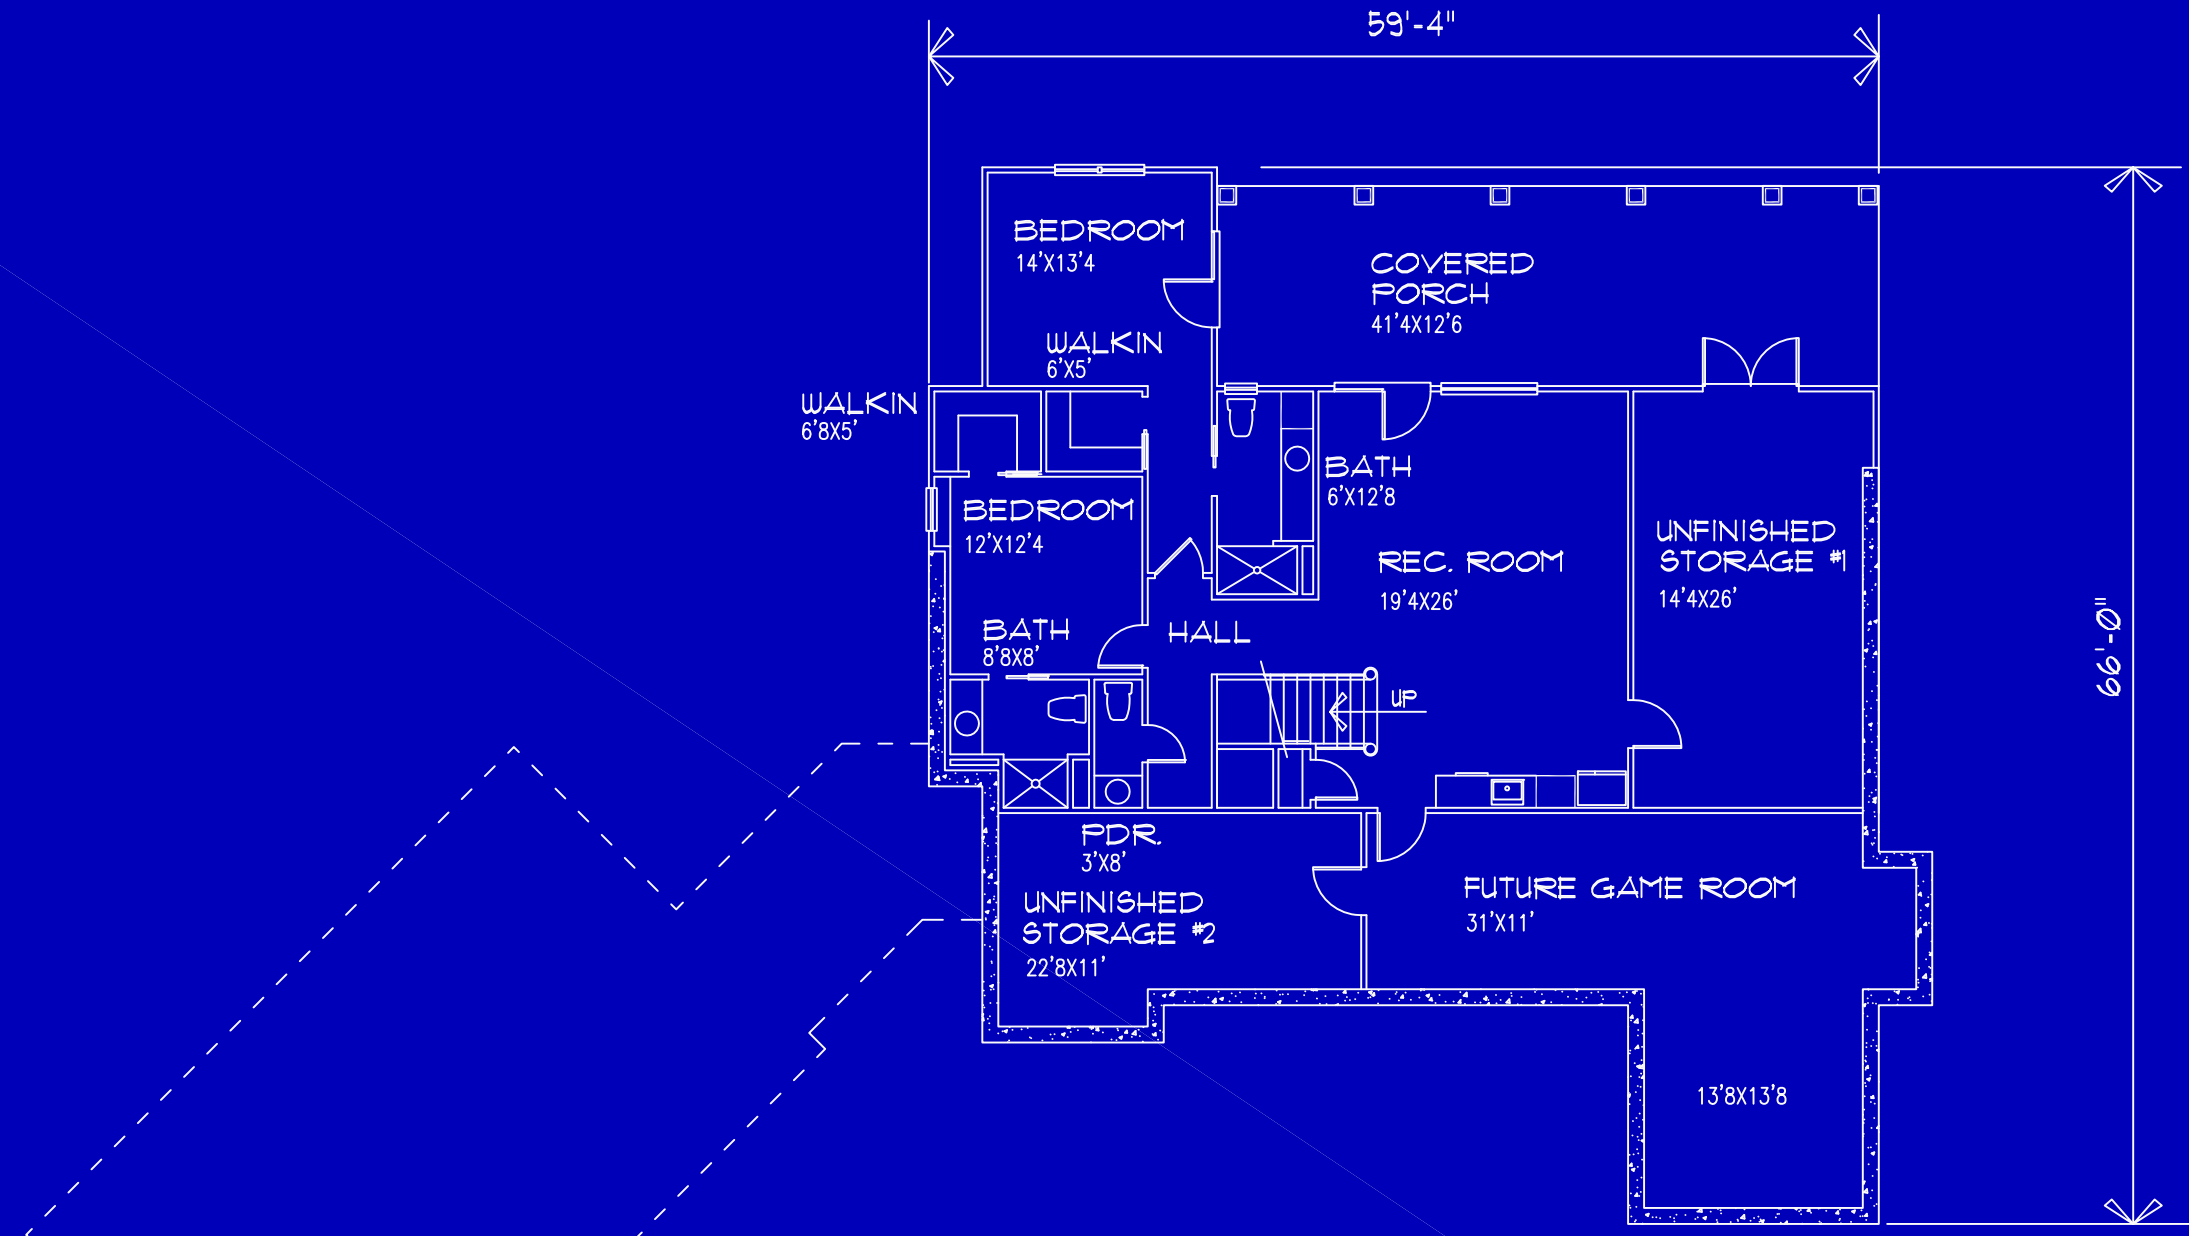 59'-4"
BEDROOM
14'X13'4
COVERED
PORCH
41'4X12'6
WALKIN
6'X5'
WALKIN
6'8X5'
BATH
6'X12'8
BEDROOM
12'X12'4
REC. ROOM
19'4X26'
UNFINISHED
STORAGE #1
14'4X26'
66'-0"
BATH
8'8X8'
HALL
UP
PDR.
3'X8'
UNFINISHED
STORAGE #2
22'8X11'
FUTURE GAME ROOM
31'X11'
13'8X13'8